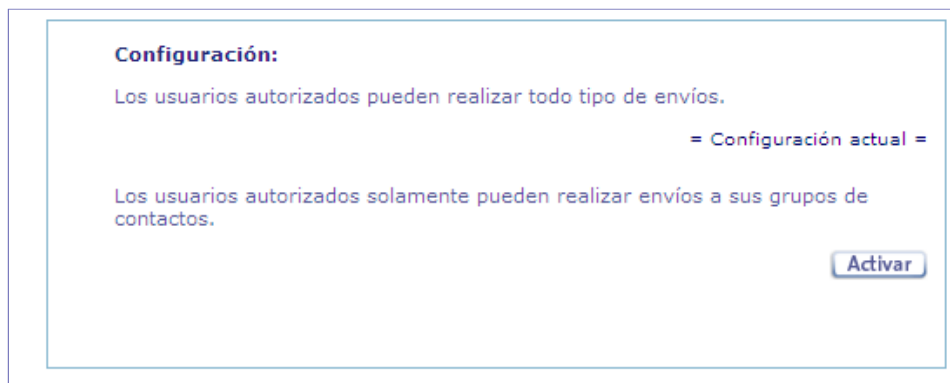 Configuración:
Los usuarios autorizados pueden realizar todo tipo de envíos.
= Configuración actual =
Los usuarios autorizados solamente pueden realizar envíos a sus grupos de
contactos.
Activar